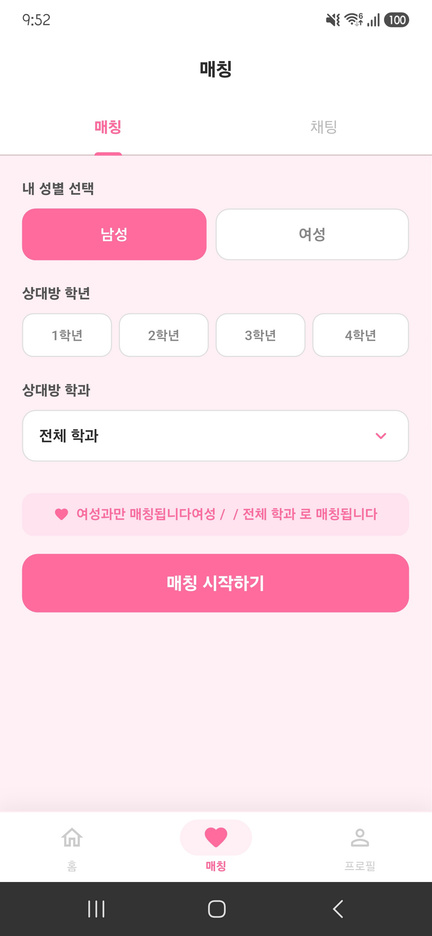 9:52
100
매칭
매칭 채팅
내 성별 선택
남성 여성
상대방 학년
1학년 2학년 3학년 4학년
상대방 학과
전체 학과
여성과만 매칭됩니다여성 /  / 전체 학과 로 매칭됩니다
매칭 시작하기
홈 매칭 프로필